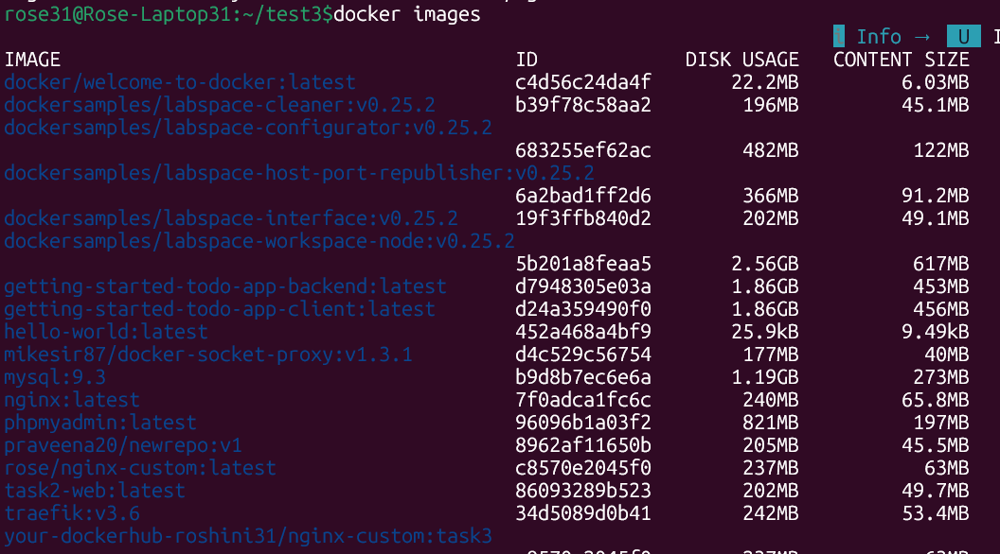 rose31@Rose-Laptop31:~/test3$docker images
i Info → U
IMAGE ID DISK USAGE CONTENT SIZE
docker/welcome-to-docker:latest c4d56c24da4f 22.2MB 6.03MB
dockersamples/labspace-cleaner:v0.25.2 b39f78c58aa2 196MB 45.1MB
dockersamples/labspace-configurator:v0.25.2
683255ef62ac 482MB 122MB
dockersamples/labspace-host-port-republisher:v0.25.2
6a2bad1ff2d6 366MB 91.2MB
dockersamples/labspace-interface:v0.25.2 19f3ffb840d2 202MB 49.1MB
dockersamples/labspace-workspace-node:v0.25.2
5b201a8feaa5 2.56GB 617MB
getting-started-todo-app-backend:latest d7948305e03a 1.86GB 453MB
getting-started-todo-app-client:latest d24a359490f0 1.86GB 456MB
hello-world:latest 452a468a4bf9 25.9kB 9.49kB
mikesir87/docker-socket-proxy:v1.3.1 d4c529c56754 177MB 40MB
mysql:9.3 b9d8b7ec6e6a 1.19GB 273MB
nginx:latest 7f0adca1fc6c 240MB 65.8MB
phpmyadmin:latest 96096b1a03f2 821MB 197MB
praveena20/newrepo:v1 8962af11650b 205MB 45.5MB
rose/nginx-custom:latest c8570e2045f0 237MB 63MB
task2-web:latest 86093289b523 202MB 49.7MB
traefik:v3.6 34d5089d0b41 242MB 53.4MB
your-dockerhub-roshini31/nginx-custom:task3